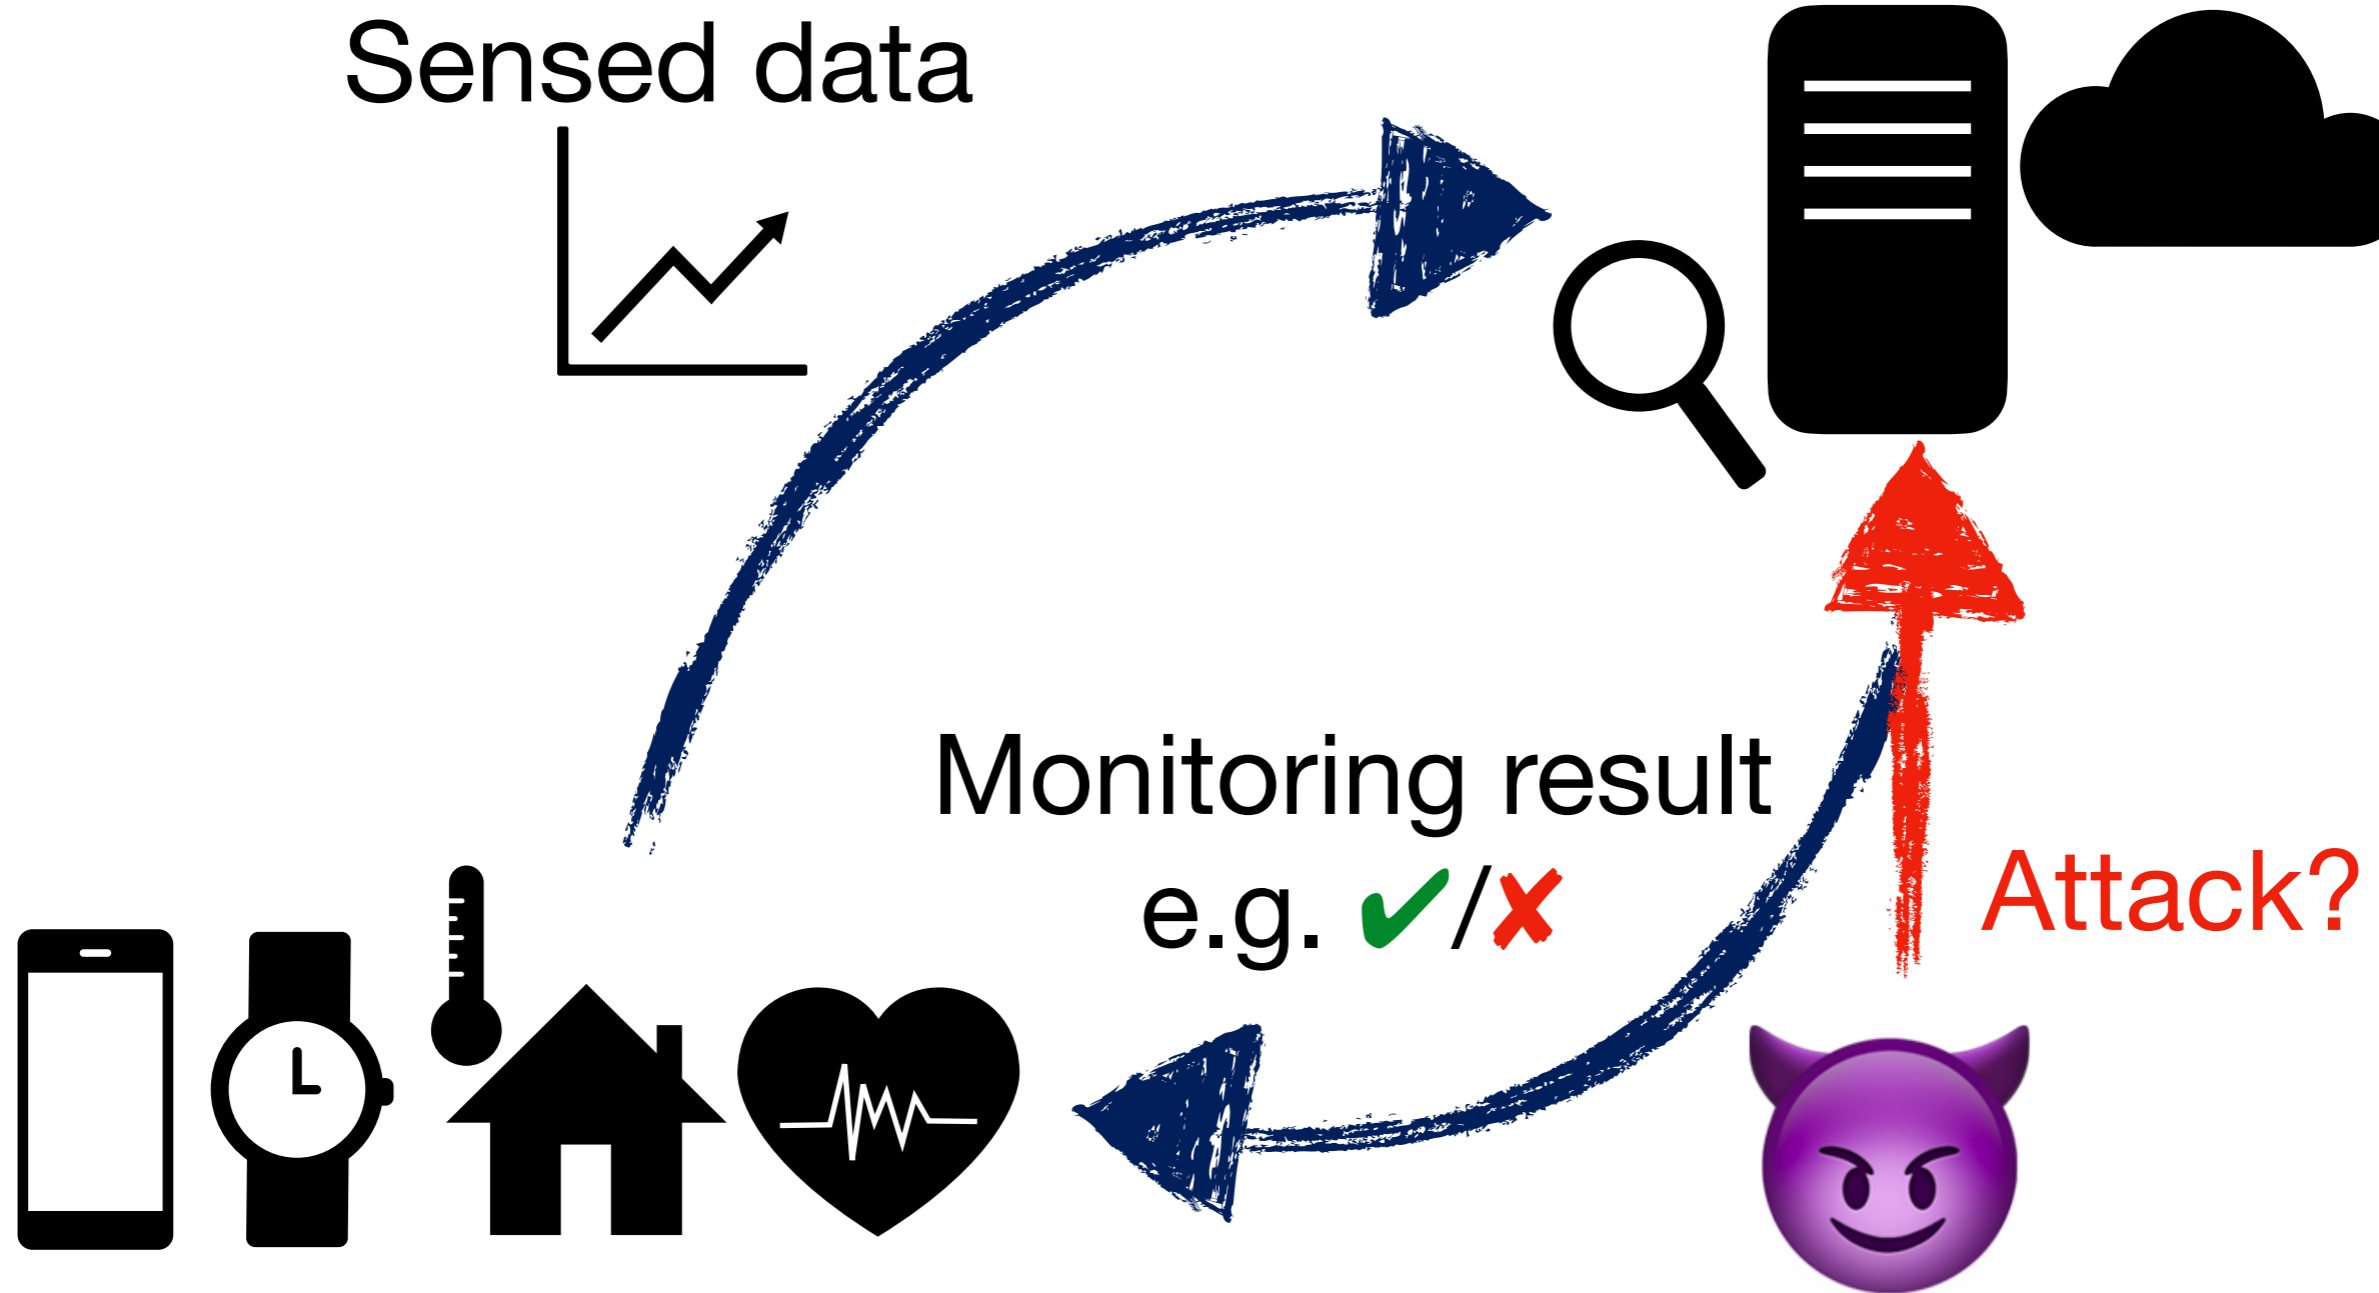 Sensed data
Monitoring result
e.g. ✔/✘
Attack?